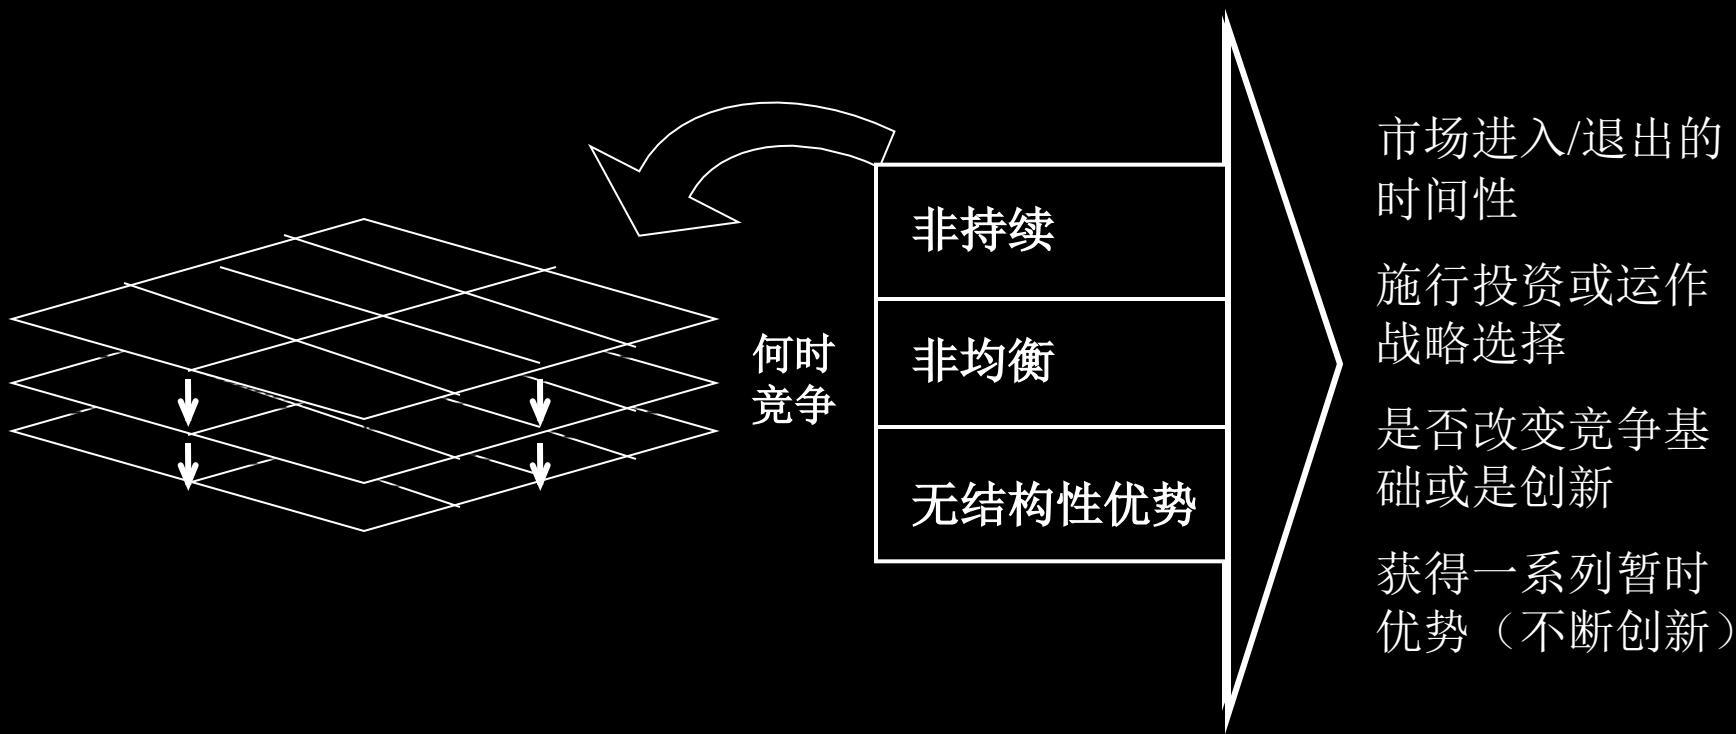 何时
竞争
非持续
非均衡
无结构性优势
市场进入/退出的
时间性
施行投资或运作
战略选择
是否改变竞争基
础或是创新
获得一系列暂时
优势（不断创新）